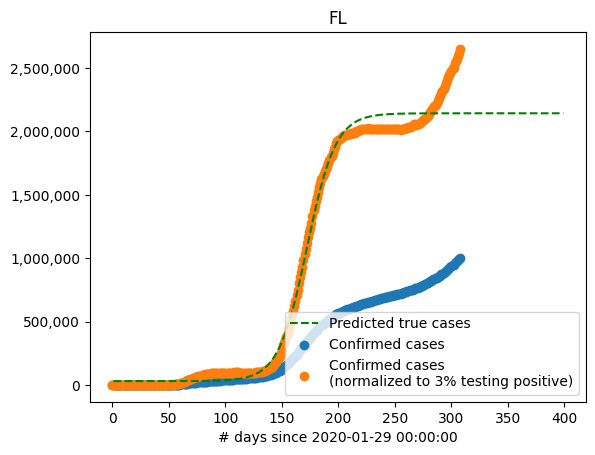 FL
2,500,000
2,000,000
1,500,000
1,000,000
500,000
0
0 50 100 150 200 250 300 350 400
# days since 2020-01-29 00:00:00
Predicted true cases
Confirmed cases
Confirmed cases
(normalized to 3% testing positive)